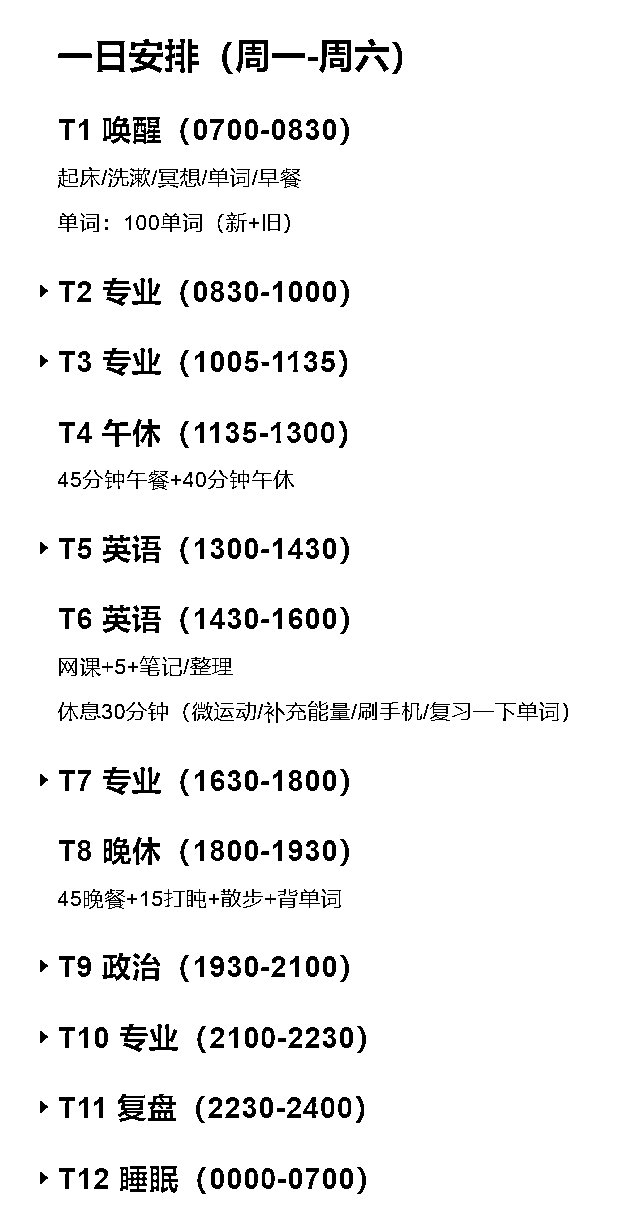 一日安排（周一-周六）
T1 唤醒（0700-0830）
起床/洗漱/冥想/单词/早餐
单词：100单词（新+旧）
T2 专业（0830-1000）
T3 专业（1005-1135）
T4 午休（1135-1300）
45分钟午餐+40分钟午休
T5 英语（1300-1430）
T6 英语（1430-1600）
网课+5+笔记/整理
休息30分钟（微运动/补充能量/刷手机/复习一下单词）
T7 专业（1630-1800）
T8 晚休（1800-1930）
45晚餐+15打盹+散步+背单词
T9 政治（1930-2100）
T10 专业（2100-2230）
T11 复盘（2230-2400）
T12 睡眠（0000-0700）